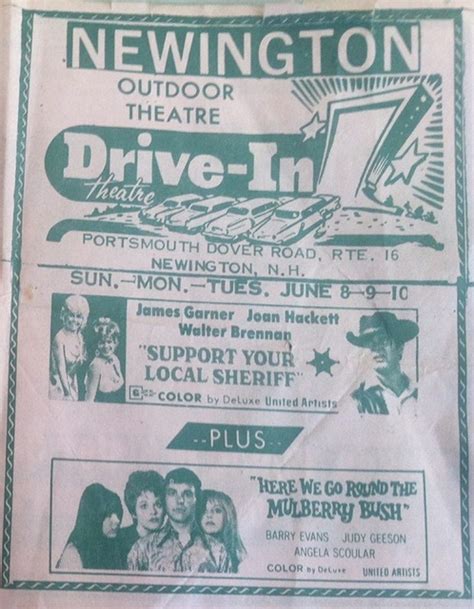 NEWINGTON
OUTDOOR
THEATRE
Drive-In
theatre
PORTSMOUTH DOVER ROAD, RTE. 16
NEWINGTON, N.H.
SUN.—MON.—TUES. JUNE 8-9-10
James Garner Joan Hackett
Walter Brennan
"SUPPORT YOUR
LOCAL SHERIFF"
G COLOR by DeLuxe United Artists
--PLUS--
"HERE WE GO ROUND THE
MULBERRY BUSH"
BARRY EVANS JUDY GEESON
ANGELA SCOULAR
COLOR by DeLuxe UNITED ARTISTS